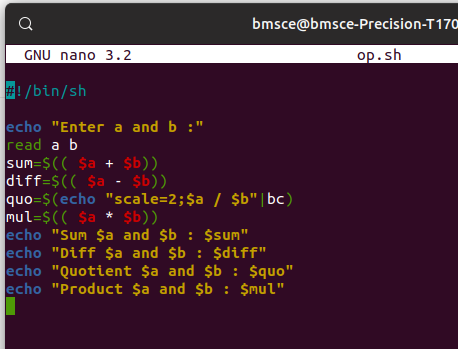 bmsce@bmsce-Precision-T170
GNU nano 3.2 op.sh
#!/bin/sh
echo "Enter a and b :"
read a b
sum=$(( $a + $b))
diff=$(( $a - $b))
quo=$(echo "scale=2;$a / $b"|bc)
mul=$(( $a * $b))
echo "Sum $a and $b : $sum"
echo "Diff $a and $b : $diff"
echo "Quotient $a and $b : $quo"
echo "Product $a and $b : $mul"